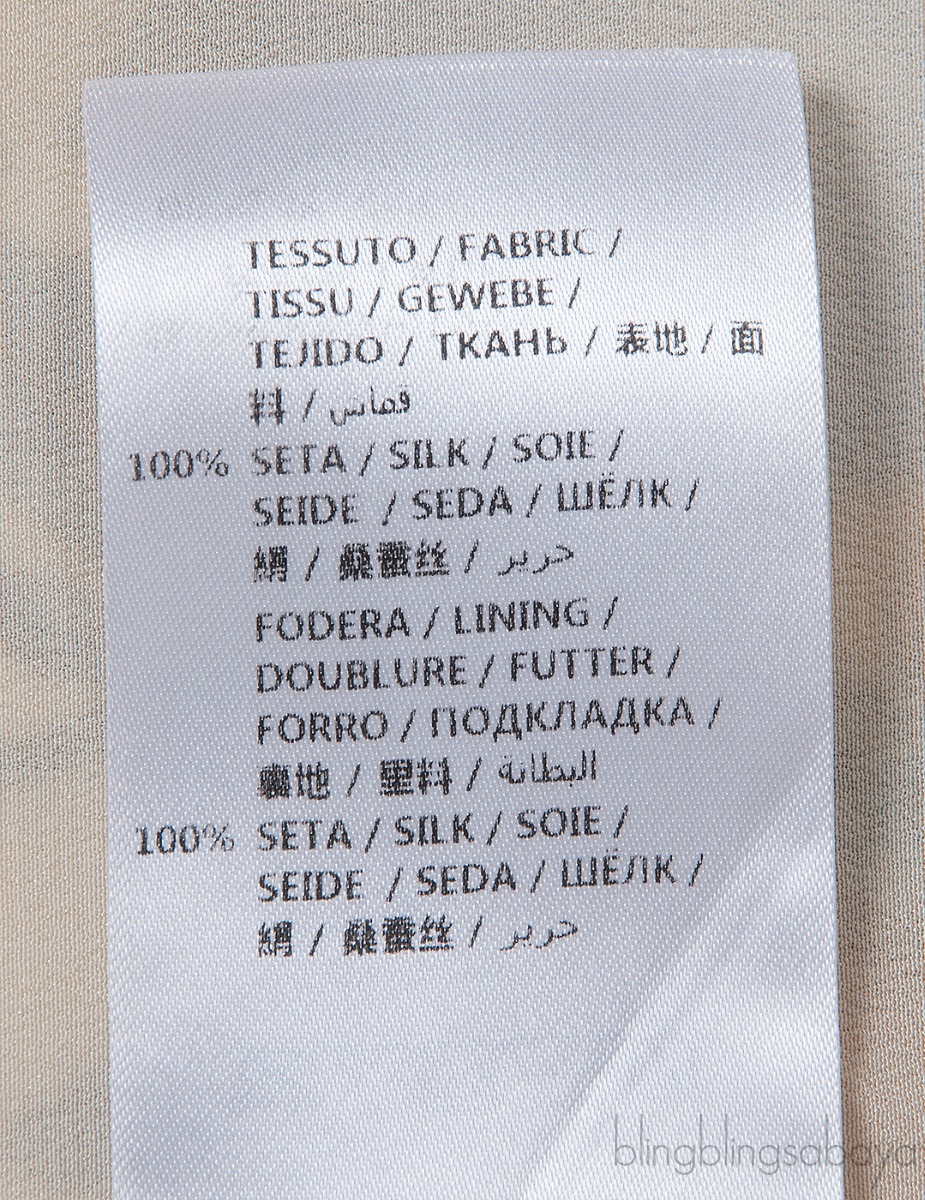 TESSUTO / FABRIC /
TISSU / GEWEBE /
TEJIDO / ТКАНЬ / 表地 / 面
料 / قماس
100% SETA / SILK / SOIE /
SEIDE / SEDA / ШЁЛК /
絹 / 桑蚕丝 / حرير
FODERA / LINING /
DOUBLURE / FUTTER /
FORRO / ПОДКЛАДКА /
裏地 / 里料 / البطانة
100% SETA / SILK / SOIE /
SEIDE / SEDA / ШЁЛК /
絹 / 桑蚕丝 / حرير
blingblingsabaya